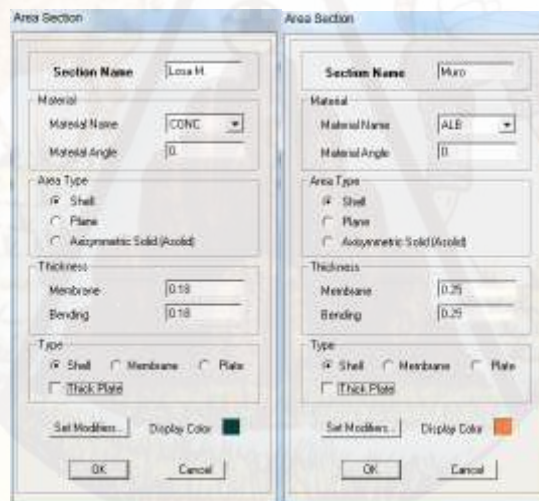 Area Section
Section Name Losa M.
Material
Material Name CONC
Material Angle 0.
Area Type
Shell
Plane
Axisymmetric Solid (Asolid)
Thickness
Membrane 0.18
Bending 0.18
Type
Shell Membrane Plate
Thick Plate
Set Modifiers... Display Color
OK Cancel
Area Section
Section Name Muro
Material
Material Name ALB
Material Angle 0.
Area Type
Shell
Plane
Axisymmetric Solid (Asolid)
Thickness
Membrane 0.25
Bending 0.25
Type
Shell Membrane Plate
Thick Plate
Set Modifiers... Display Color
OK Cancel